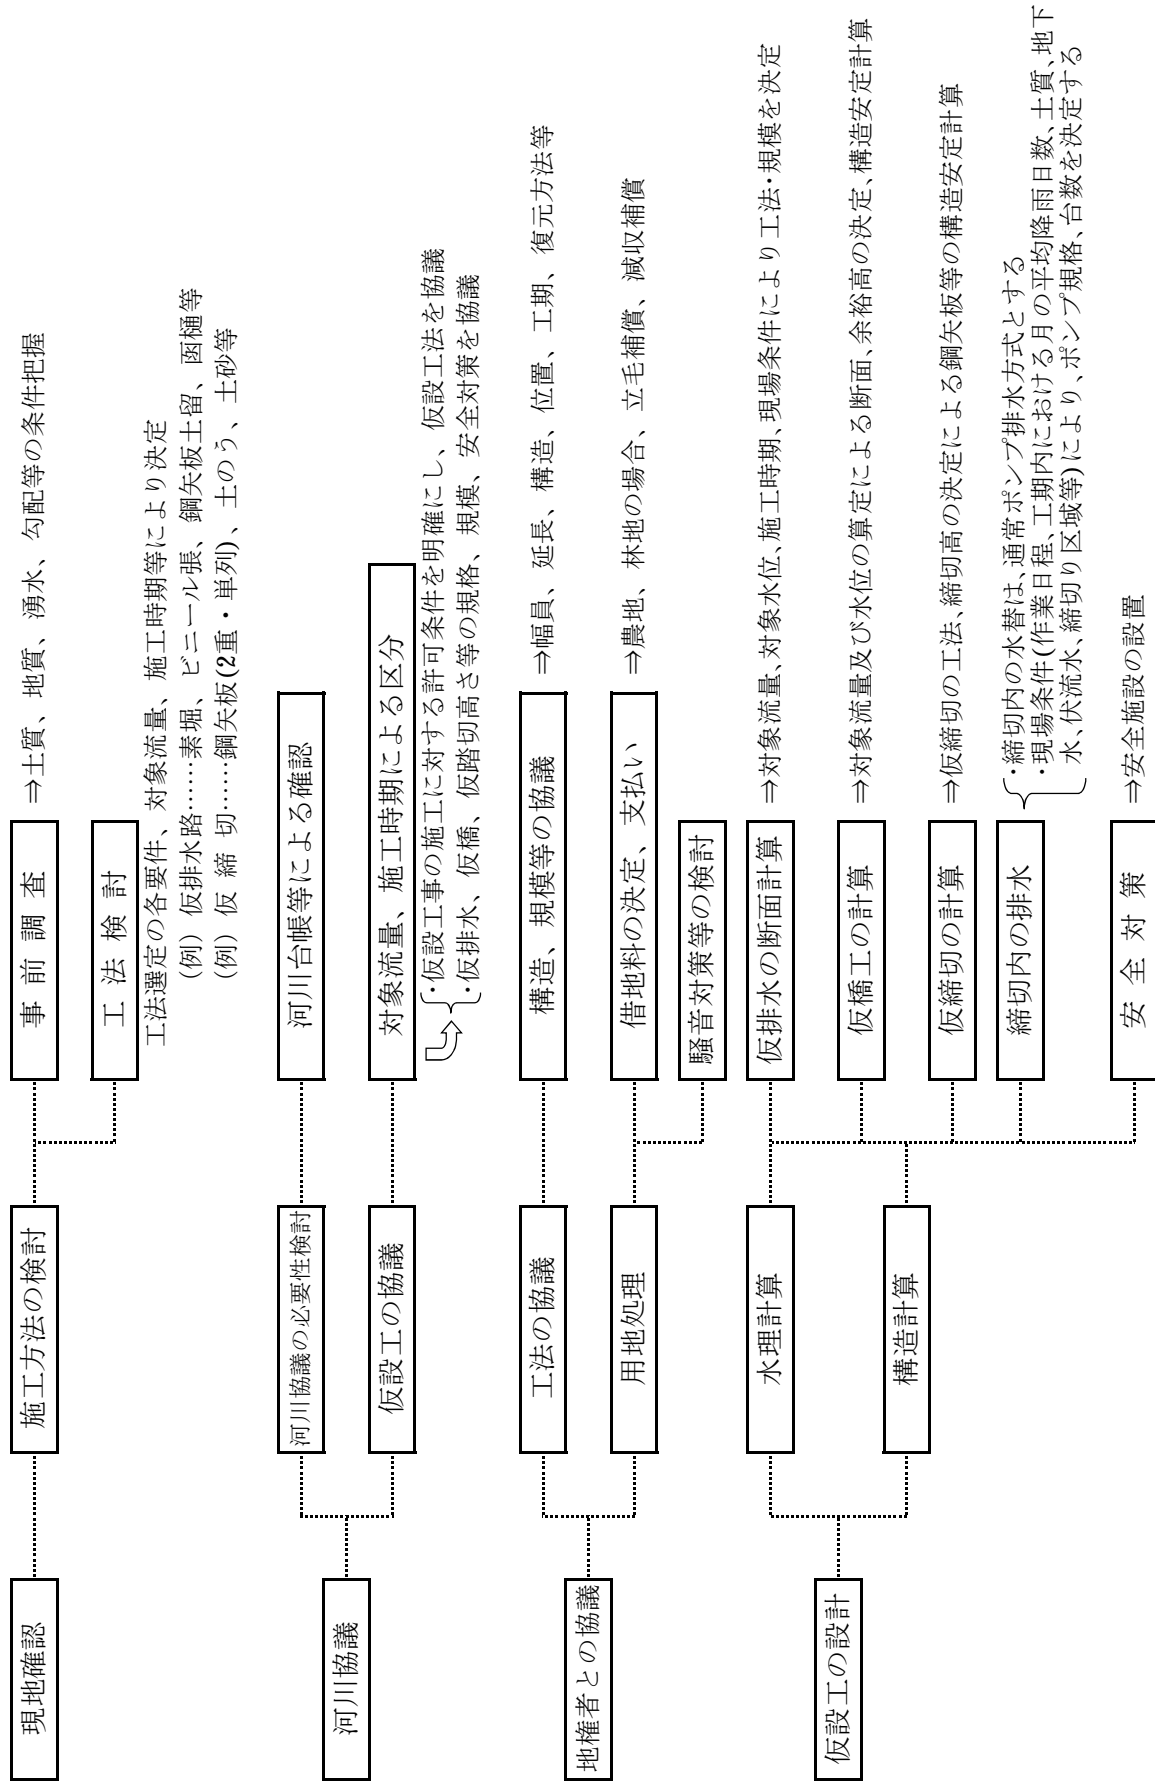 現地確認
施工方法の検討
事 前 調 査
⇒土質、地質、湧水、勾配等の条件把握
工 法 検 討
工法選定の各要件、対象流量、施工時期等により決定
(例) 仮排水路……素堀、ビニール張、鋼矢板土留、函樋等
(例) 仮 締 切……鋼矢板(2重・単列)、土のう、土砂等
河川協議
河川協議の必要性検討
河川台帳等による確認
仮設工の協議
対象流量、施工時期による区分
・仮設工事の施工に対する許可条件を明確にし、仮設工法を協議
・仮排水、仮橋、仮踏切高さ等の規格、規模、安全対策を協議
地権者との協議
工法の協議
構造、規模等の協議
⇒幅員、延長、構造、位置、工期、復元方法等
用地処理
借地料の決定、支払い
⇒農地、林地の場合、立毛補償、減収補償
騒音対策等の検討
仮設工の設計
水理計算
仮排水の断面計算
⇒対象流量、対象水位、施工時期、現場条件により工法・規模を決定
構造計算
仮橋工の計算
⇒対象流量及び水位の算定による断面、余裕高の決定、構造安定計算
仮締切の計算
⇒仮締切の工法、締切高の決定による鋼矢板等の構造安定計算
締切内の排水
・締切内の水替は、通常ポンプ排水方式とする
・現場条件(作業日程、工期内における月の平均降雨日数、土質、地下
水、伏流水、締切り区域等)により、ポンプ規格、台数を決定する
安 全 対 策
⇒安全施設の設置